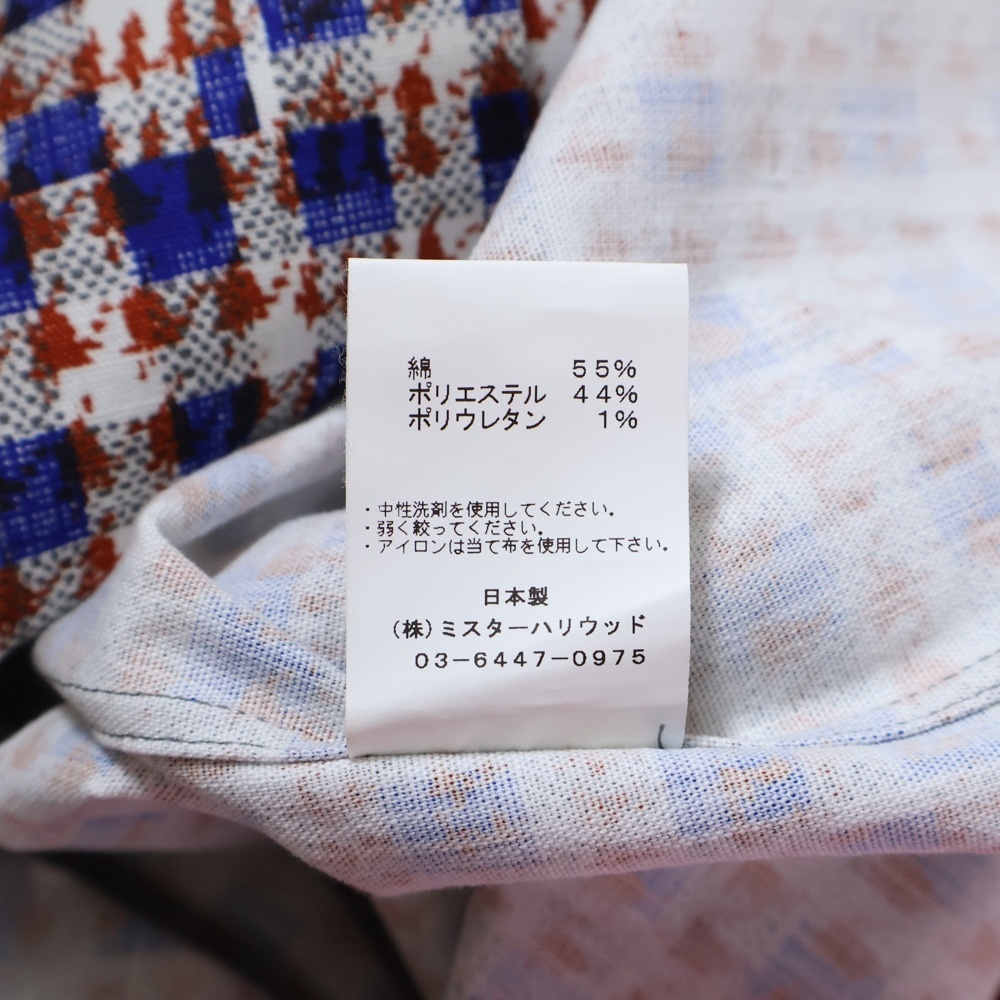 綿 55%
ポリエステル 44%
ポリウレタン 1%
・中性洗剤を使用してください。
・弱く絞ってください。
・アイロンは当て布を使用して下さい。
日本製
(株)ミスターハリウッド
03-6447-0975